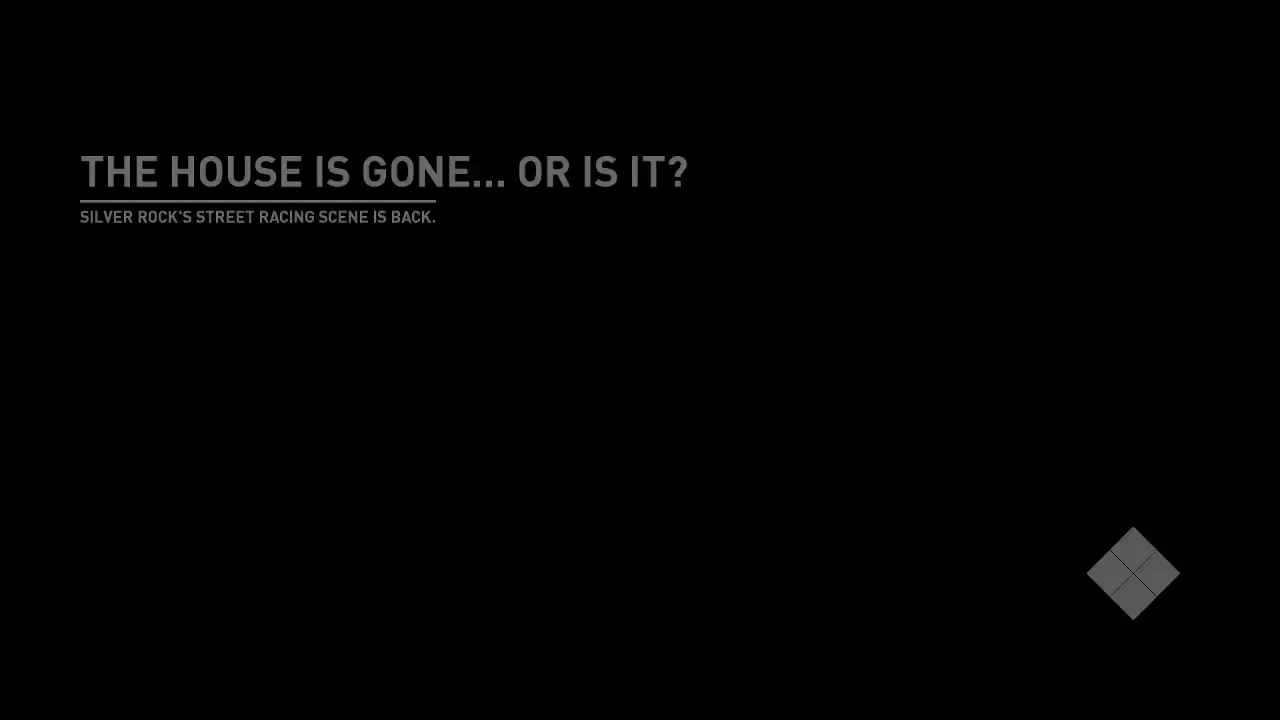 THE HOUSE IS GONE... OR IS IT?
SILVER ROCK'S STREET RACING SCENE IS BACK.